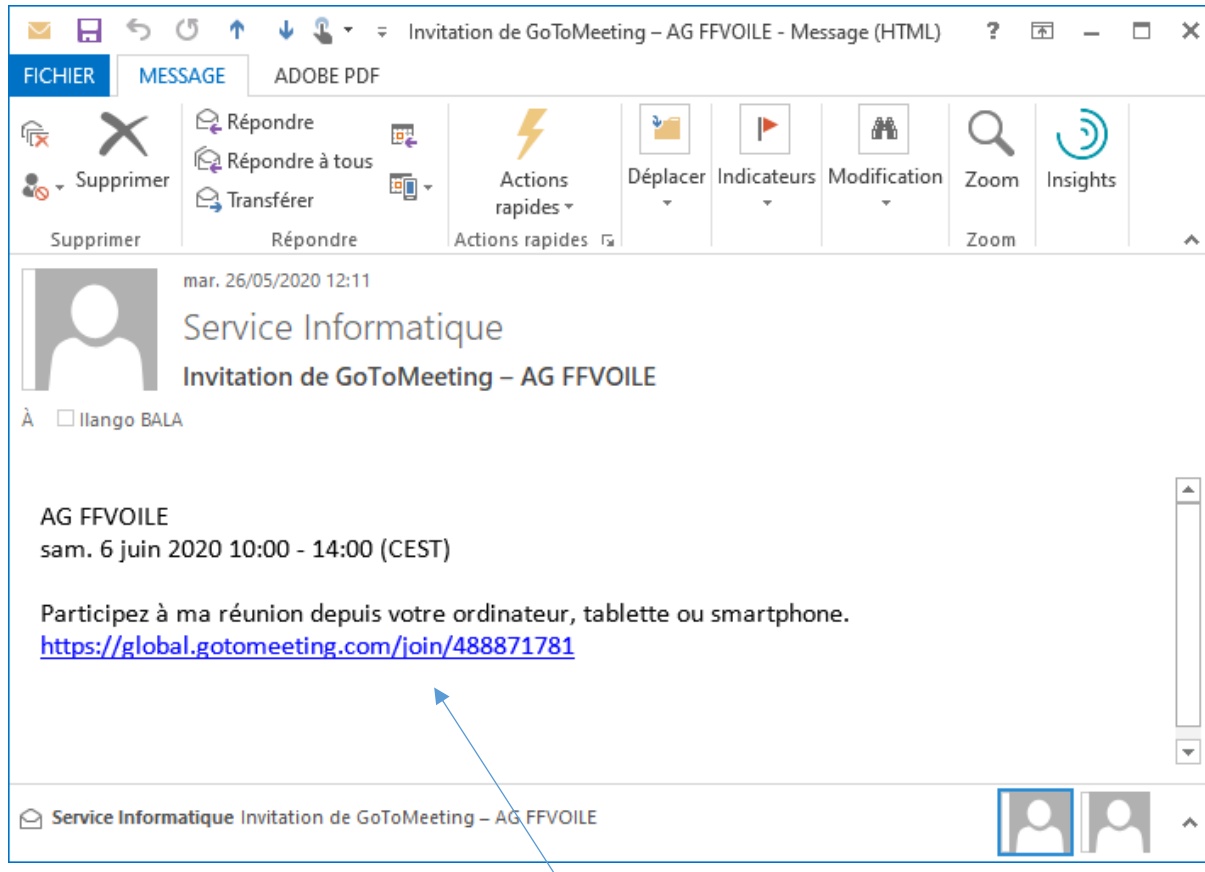 Invitation de GoToMeeting – AG FFVOILE - Message (HTML) ?
FICHIER MESSAGE ADOBE PDF
Supprimer
Répondre
Répondre à tous
Transférer
Actions rapides
Déplacer
Indicateurs
Modification
Zoom
Insights
Supprimer Répondre Actions rapides Zoom
mar. 26/05/2020 12:11
Service Informatique
Invitation de GoToMeeting – AG FFVOILE
À Ilango BALA
AG FFVOILE
sam. 6 juin 2020 10:00 - 14:00 (CEST)
Participez à ma réunion depuis votre ordinateur, tablette ou smartphone.
https://global.gotomeeting.com/join/488871781
Service Informatique Invitation de GoToMeeting – AG FFVOILE